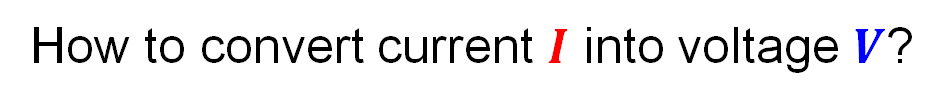 How to convert current I into voltage V?